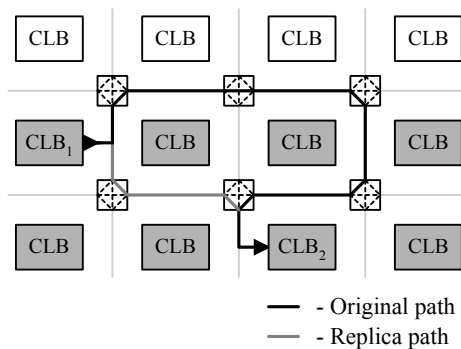 CLB CLB CLB CLB
CLB₁ CLB CLB CLB
CLB CLB CLB₂ CLB
- Original path
- Replica path